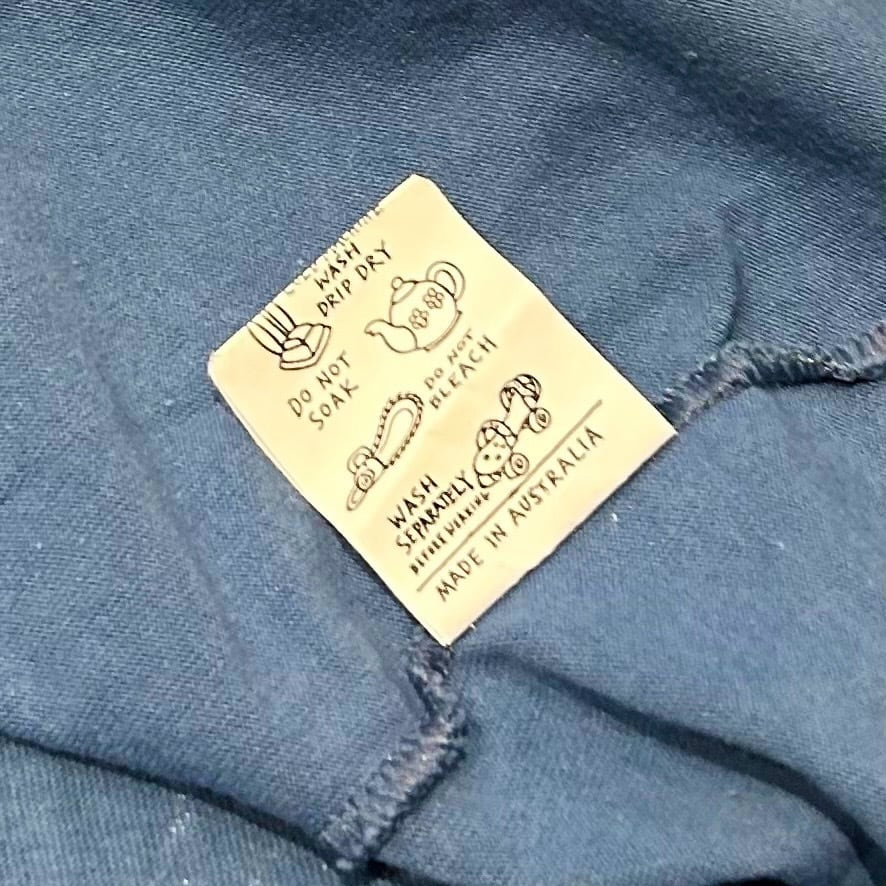 WASH
DRIP DRY
DO NOT
SOAK
DO NOT
BLEACH
WASH
SEPARATELY
BEFORE WEARING
MADE IN AUSTRALIA